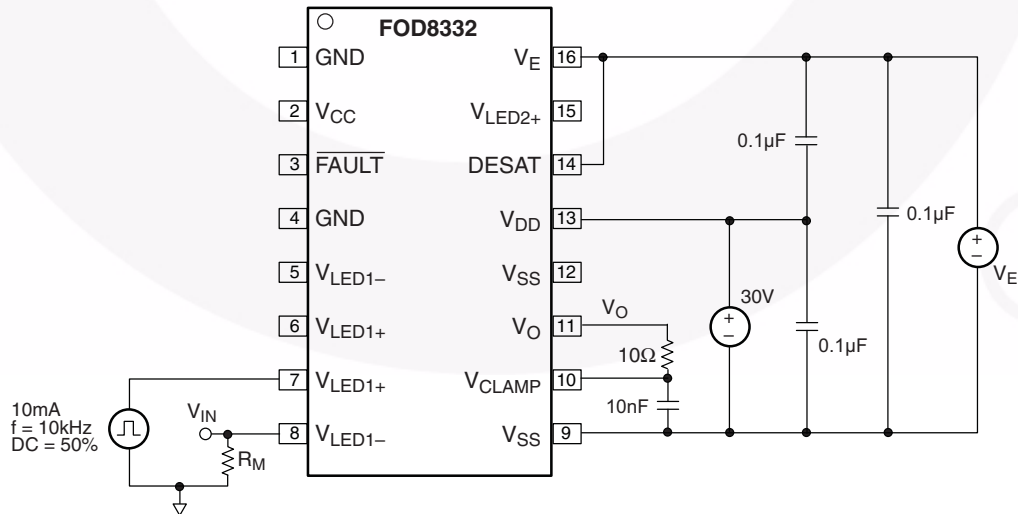 FOD8332
1 GND
2 VCC
3 FAULT
4 GND
5 VLED1–
6 VLED1+
7 VLED1+
8 VLED1–
VE 16
VLED2+ 15
DESAT 14
VDD 13
VSS 12
VO 11
VCLAMP 10
VSS 9
10mA
f = 10kHz
DC = 50%
VIN
RM
VO
10Ω
10nF
30V
+
–
0.1µF
0.1µF
0.1µF
+
–
VE